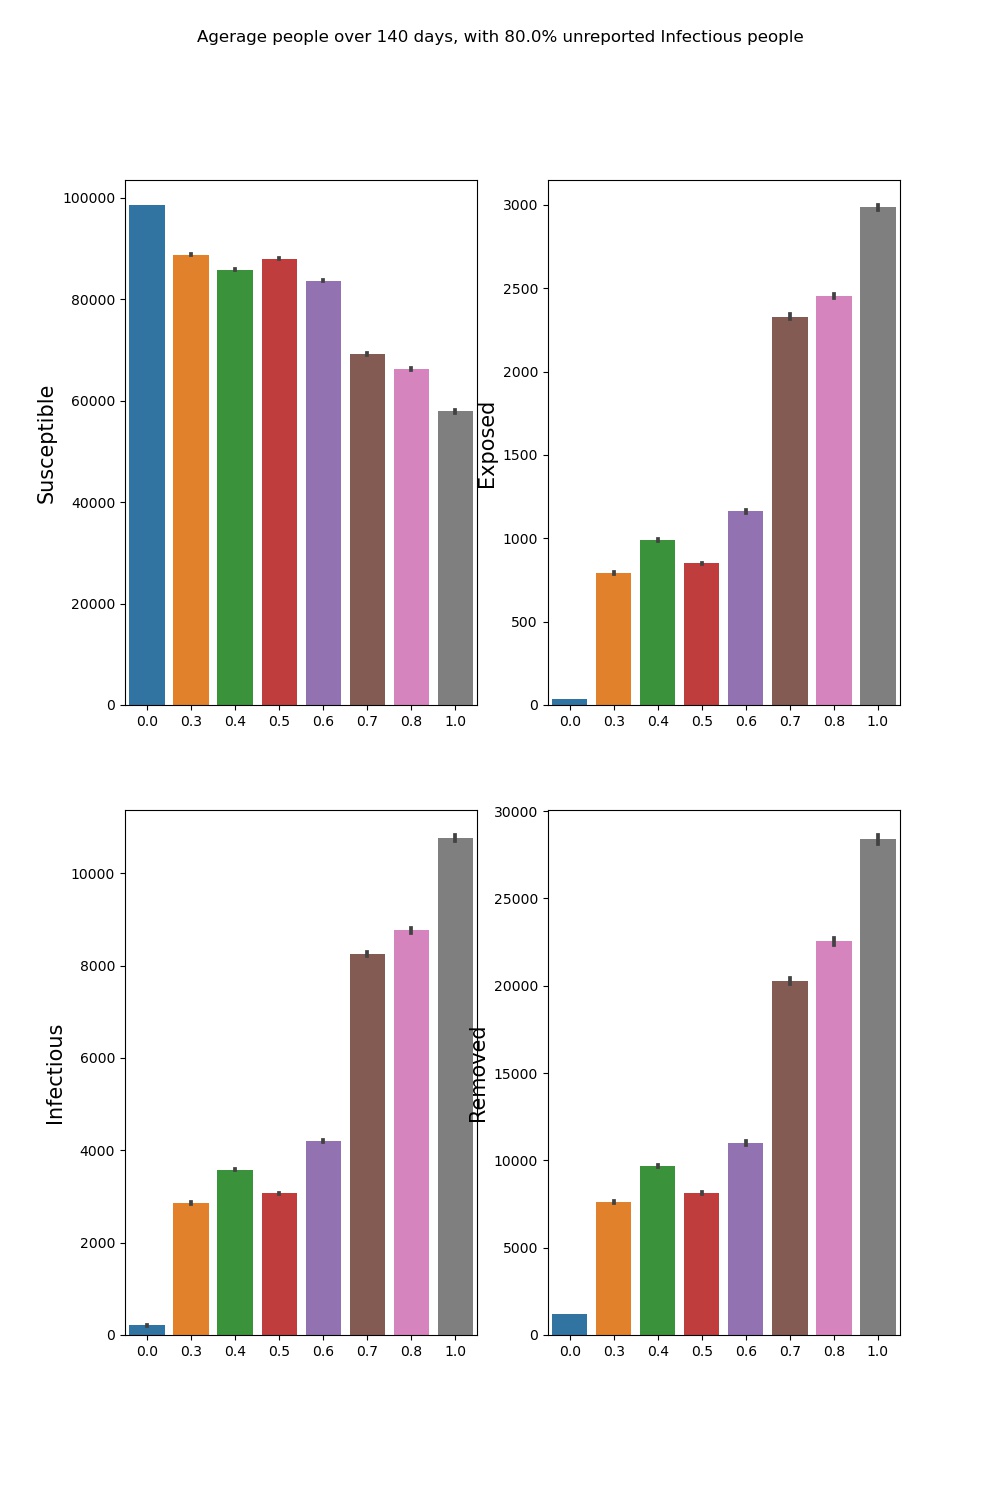 Agerage people over 140 days, with 80.0% unreported Infectious people
Susceptible
100000
80000
60000
40000
20000
0
0.0 0.3 0.4 0.5 0.6 0.7 0.8 1.0
Exposed
3000
2500
2000
1500
1000
500
0
0.0 0.3 0.4 0.5 0.6 0.7 0.8 1.0
Infectious
10000
8000
6000
4000
2000
0
0.0 0.3 0.4 0.5 0.6 0.7 0.8 1.0
Removed
30000
25000
20000
15000
10000
5000
0
0.0 0.3 0.4 0.5 0.6 0.7 0.8 1.0